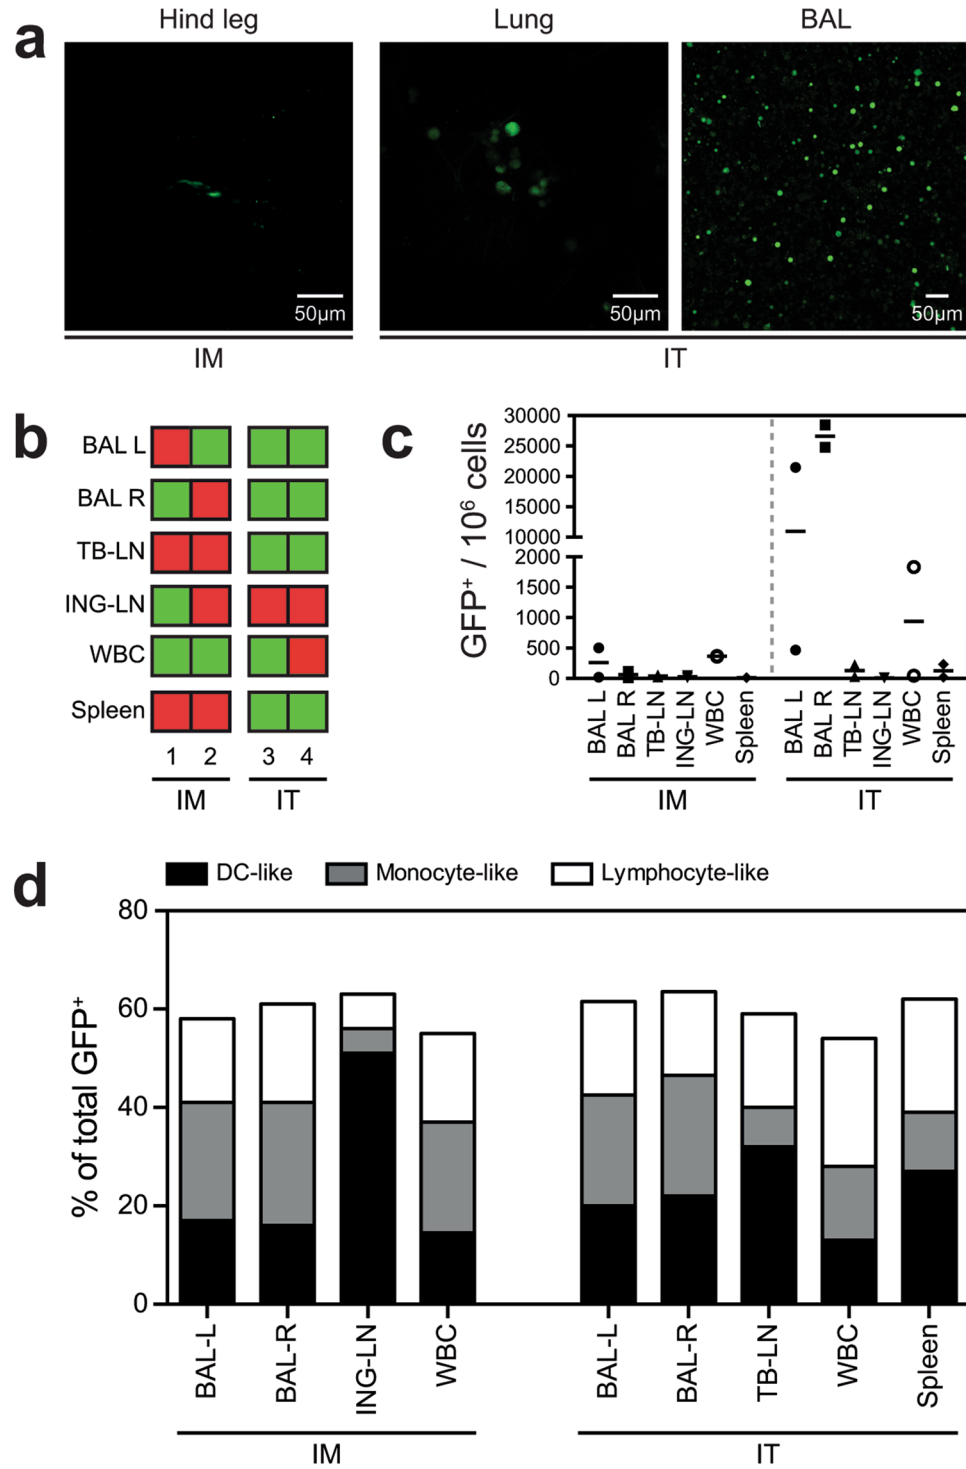 a
Hind leg
Lung
BAL
50µm
50µm
50µm
IM
IT
b
BAL L
BAL R
TB-LN
ING-LN
WBC
Spleen
1
2
3
4
IM
IT
c
GFP+ / 10⁶ cells
30000
25000
20000
15000
10000
2000
1500
1000
500
0
BAL L
BAL R
TB-LN
ING-LN
WBC
Spleen
BAL L
BAL R
TB-LN
ING-LN
WBC
Spleen
IM
IT
d
DC-like
Monocyte-like
Lymphocyte-like
% of total GFP+
80
60
40
20
0
BAL-L
BAL-R
ING-LN
WBC
BAL-L
BAL-R
TB-LN
WBC
Spleen
IM
IT